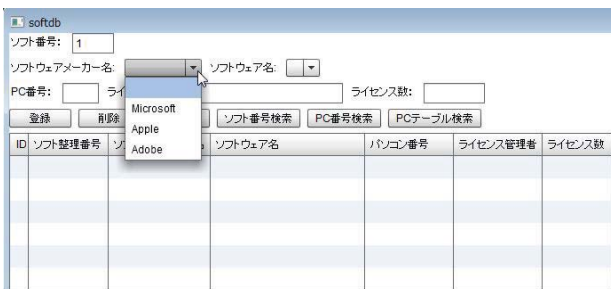 softdb
ソフト番号: 1
ソフトウェアメーカー名: ソフトウェア名:
PC番号: ライ ライセンス数:
登録 削除 ソフト番号検索 PC番号検索 PCテーブル検索
Microsoft
Apple
Adobe
ID ソフト整理番号 ソフトウェア名 パソコン番号 ライセンス管理者 ライセンス数